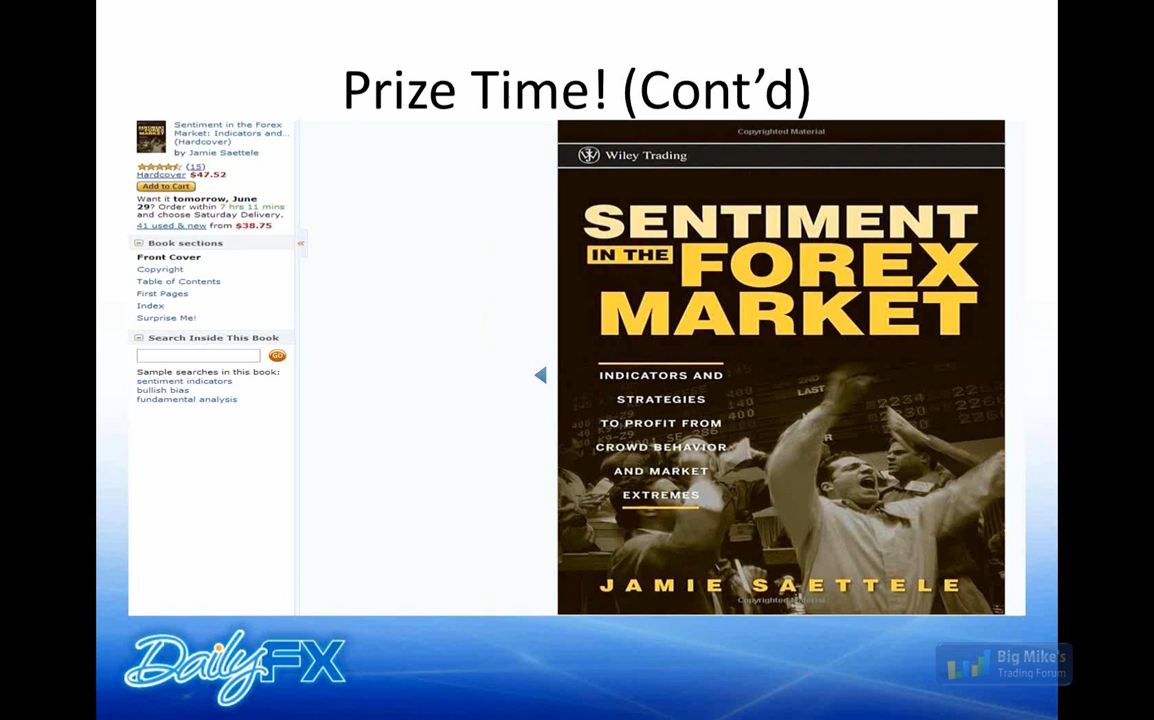 Prize Time! (Cont'd)
Sentiment in the Forex
Market: Indicators and...
(Hardcover)
by Jamie Saettele
(15)
Hardcover $47.52
Add to Cart
Want it tomorrow, June
29? Order within 7 hrs 11 mins
and choose Saturday Delivery.
41 used & new from $38.75
Book sections
Front Cover
Copyright
Table of Contents
First Pages
Index
Surprise Me!
Search Inside This Book
GO
Sample searches in this book:
sentiment indicators
bullish bias
fundamental analysis
«
Copyrighted Material
Wiley Trading
SENTIMENT
IN THE FOREX
MARKET
INDICATORS AND
STRATEGIES
TO PROFIT FROM
CROWD BEHAVIOR
AND MARKET
EXTREMES
LAST
2234
2230
400
JAMIE SAETTELE
Copyrighted Material
DailyFX
Big Mike's
Trading Forum